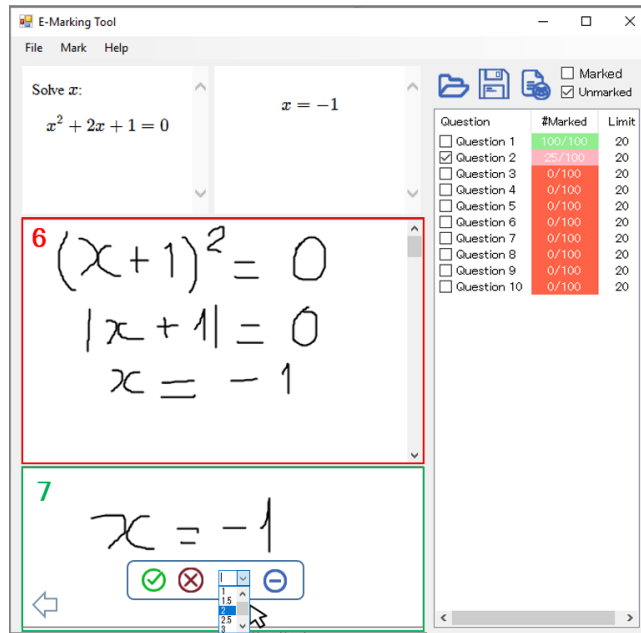 E-Marking Tool
File Mark Help
Solve x:
x² + 2x + 1 = 0
x = −1
Marked
Unmarked
Question #Marked Limit
Question 1 100/100 20
Question 2 25/100 20
Question 3 0/100 20
Question 4 0/100 20
Question 5 0/100 20
Question 6 0/100 20
Question 7 0/100 20
Question 8 0/100 20
Question 9 0/100 20
Question 10 0/100 20
6
(x+1)² = 0
|x+1| = 0
x = −1
7
x = −1
1
1.5
2
2.5
3